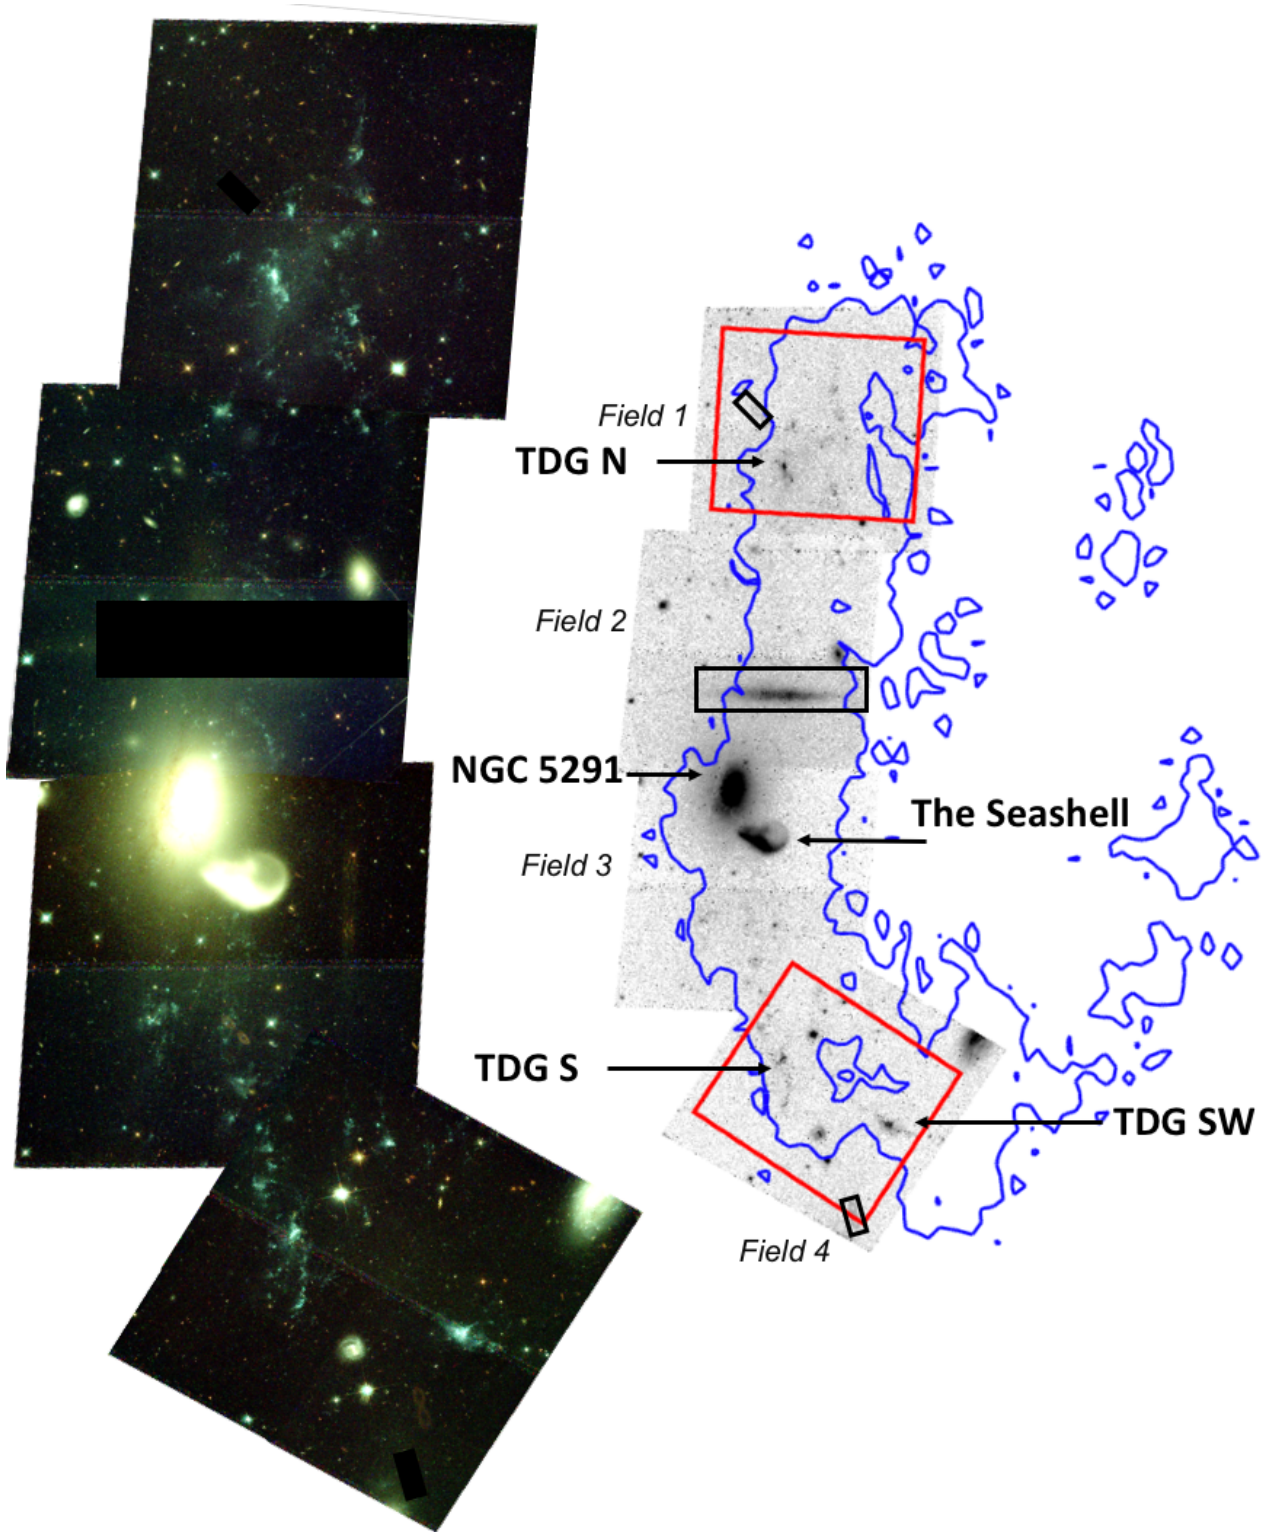 Field 1
TDG N
Field 2
NGC 5291
The Seashell
Field 3
TDG S
TDG SW
Field 4